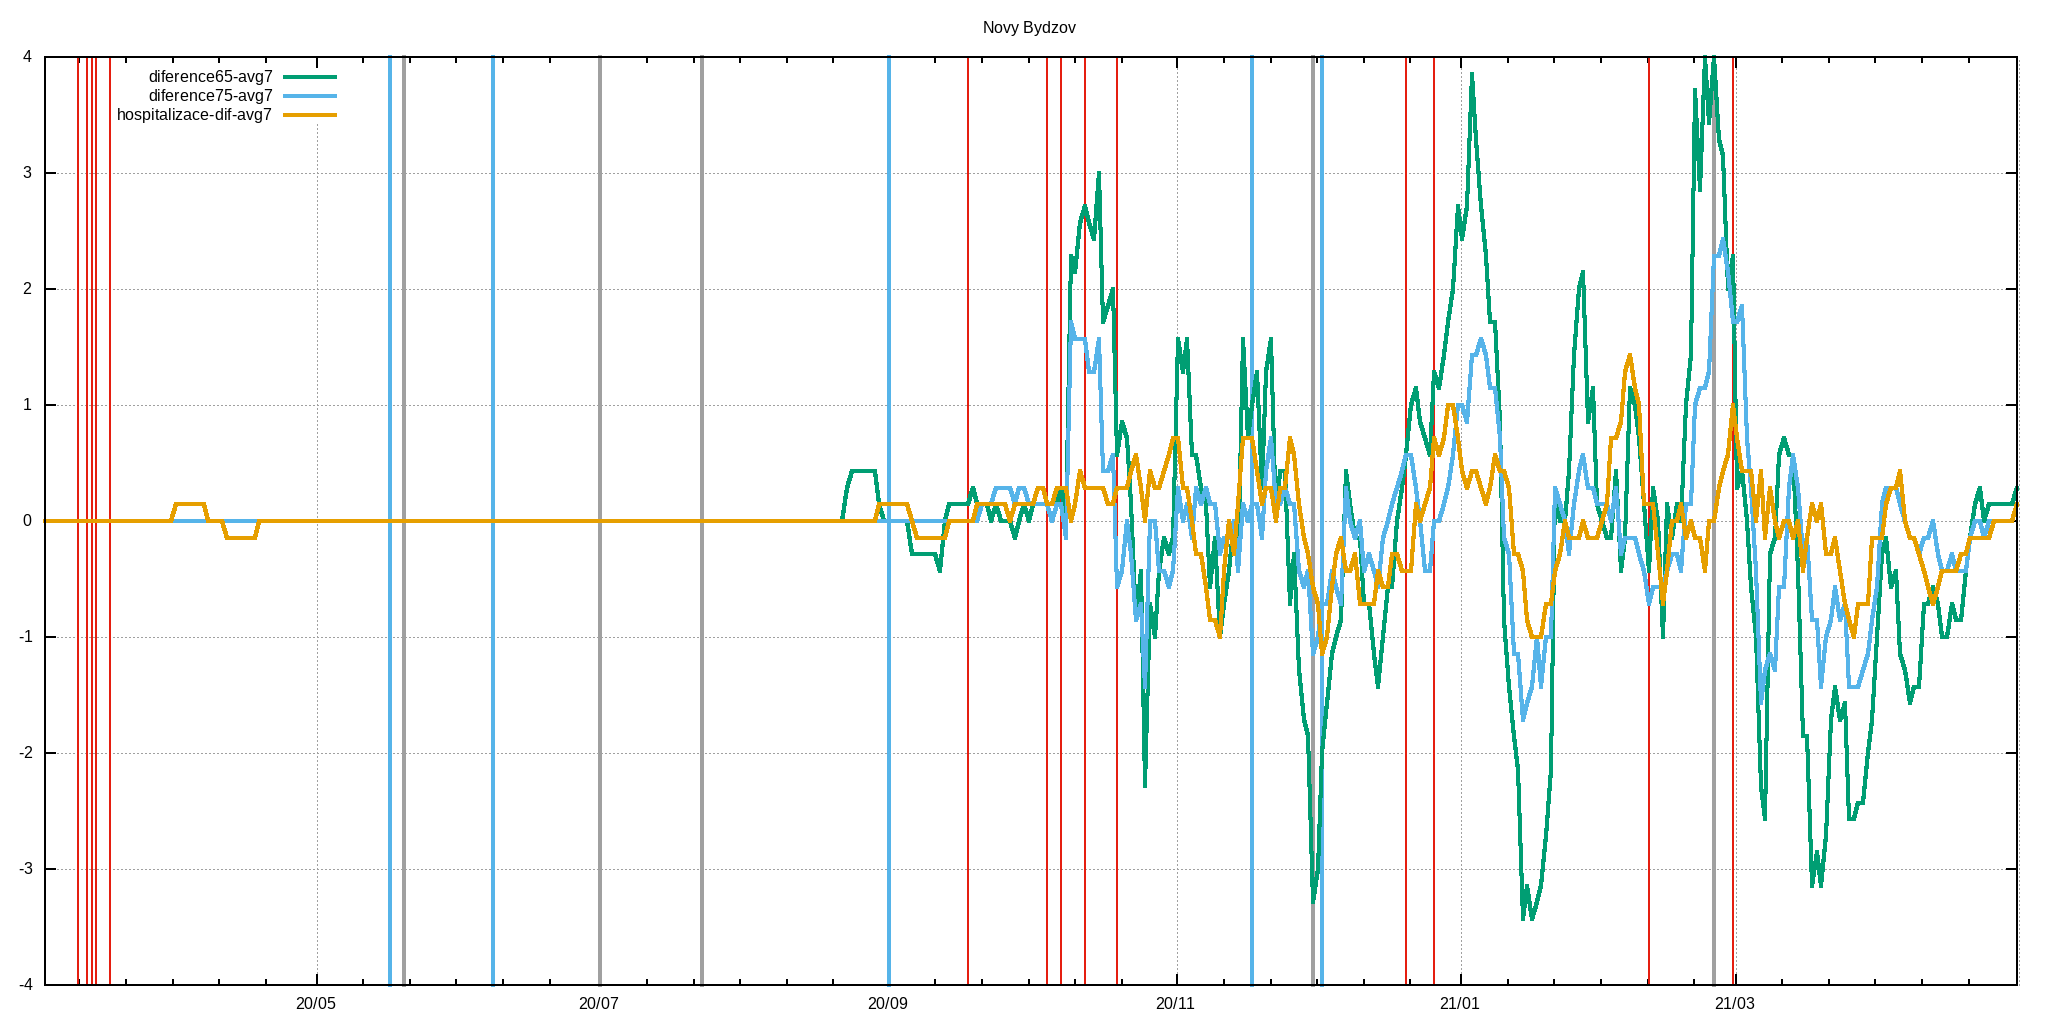 Novy Bydzov
diference65-avg7
diference75-avg7
hospitalizace-dif-avg7
4
3
2
1
0
-1
-2
-3
-4
20/05 20/07 20/09 20/11 21/01 21/03